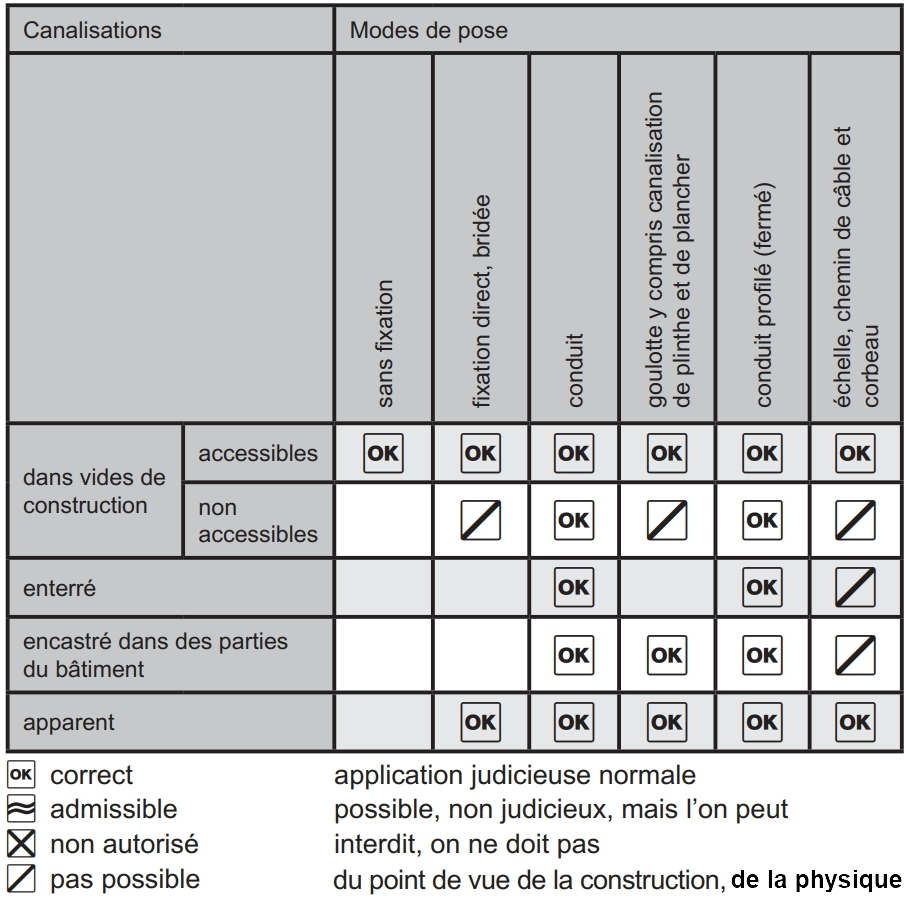 Canalisations Modes de pose
sans fixation
fixation direct, bridée
conduit
goulotte y compris canalisation
de plinthe et de plancher
conduit profilé (fermé)
échelle, chemin de câble et
corbeau
dans vides de
construction
accessibles OK OK OK OK OK OK
non
accessibles OK OK
enterré OK OK
encastré dans des parties
du bâtiment OK OK OK
apparent OK OK OK OK OK
OK correct application judicieuse normale
admissible possible, non judicieux, mais l'on peut
non autorisé interdit, on ne doit pas
pas possible du point de vue de la construction, de la physique